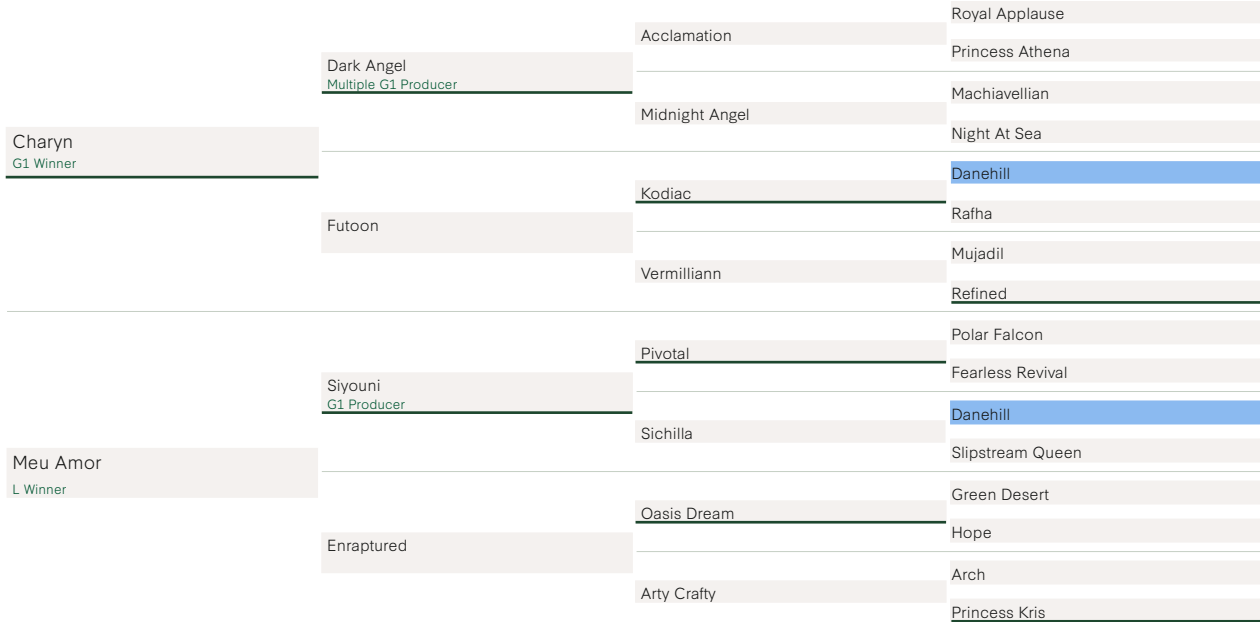 Charyn
G1 Winner
Meu Amor
L Winner
Dark Angel
Multiple G1 Producer
Futoon
Siyouni
G1 Producer
Enraptured
Acclamation
Midnight Angel
Kodiac
Vermilliann
Pivotal
Sichilla
Oasis Dream
Arty Crafty
Royal Applause
Princess Athena
Machiavellian
Night At Sea
Danehill
Rafha
Mujadil
Refined
Polar Falcon
Fearless Revival
Danehill
Slipstream Queen
Green Desert
Hope
Arch
Princess Kris